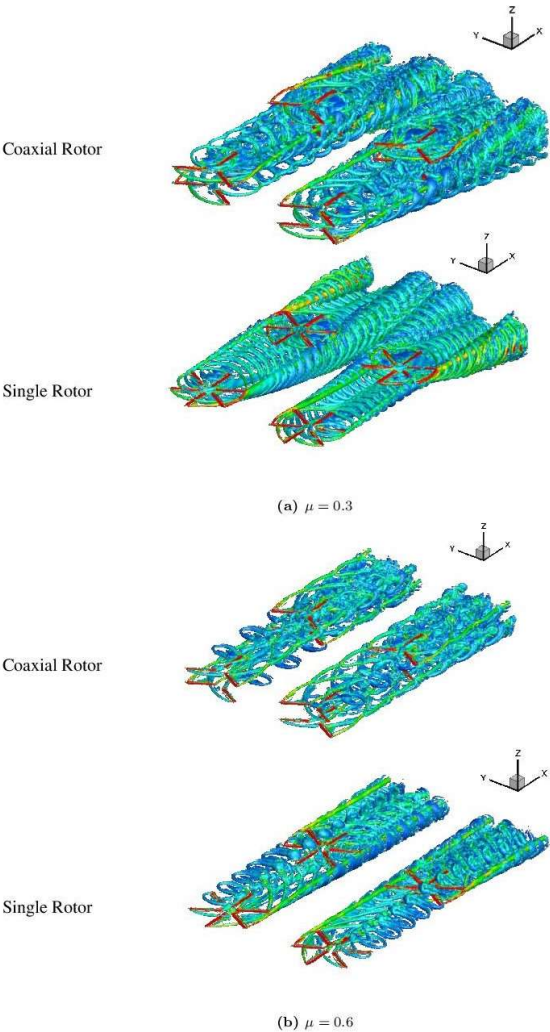 Z
Y
X
Coaxial Rotor
Z
Y
X
Single Rotor
(a) μ = 0.3
Z
Y
X
Coaxial Rotor
Z
Y
X
Single Rotor
(b) μ = 0.6